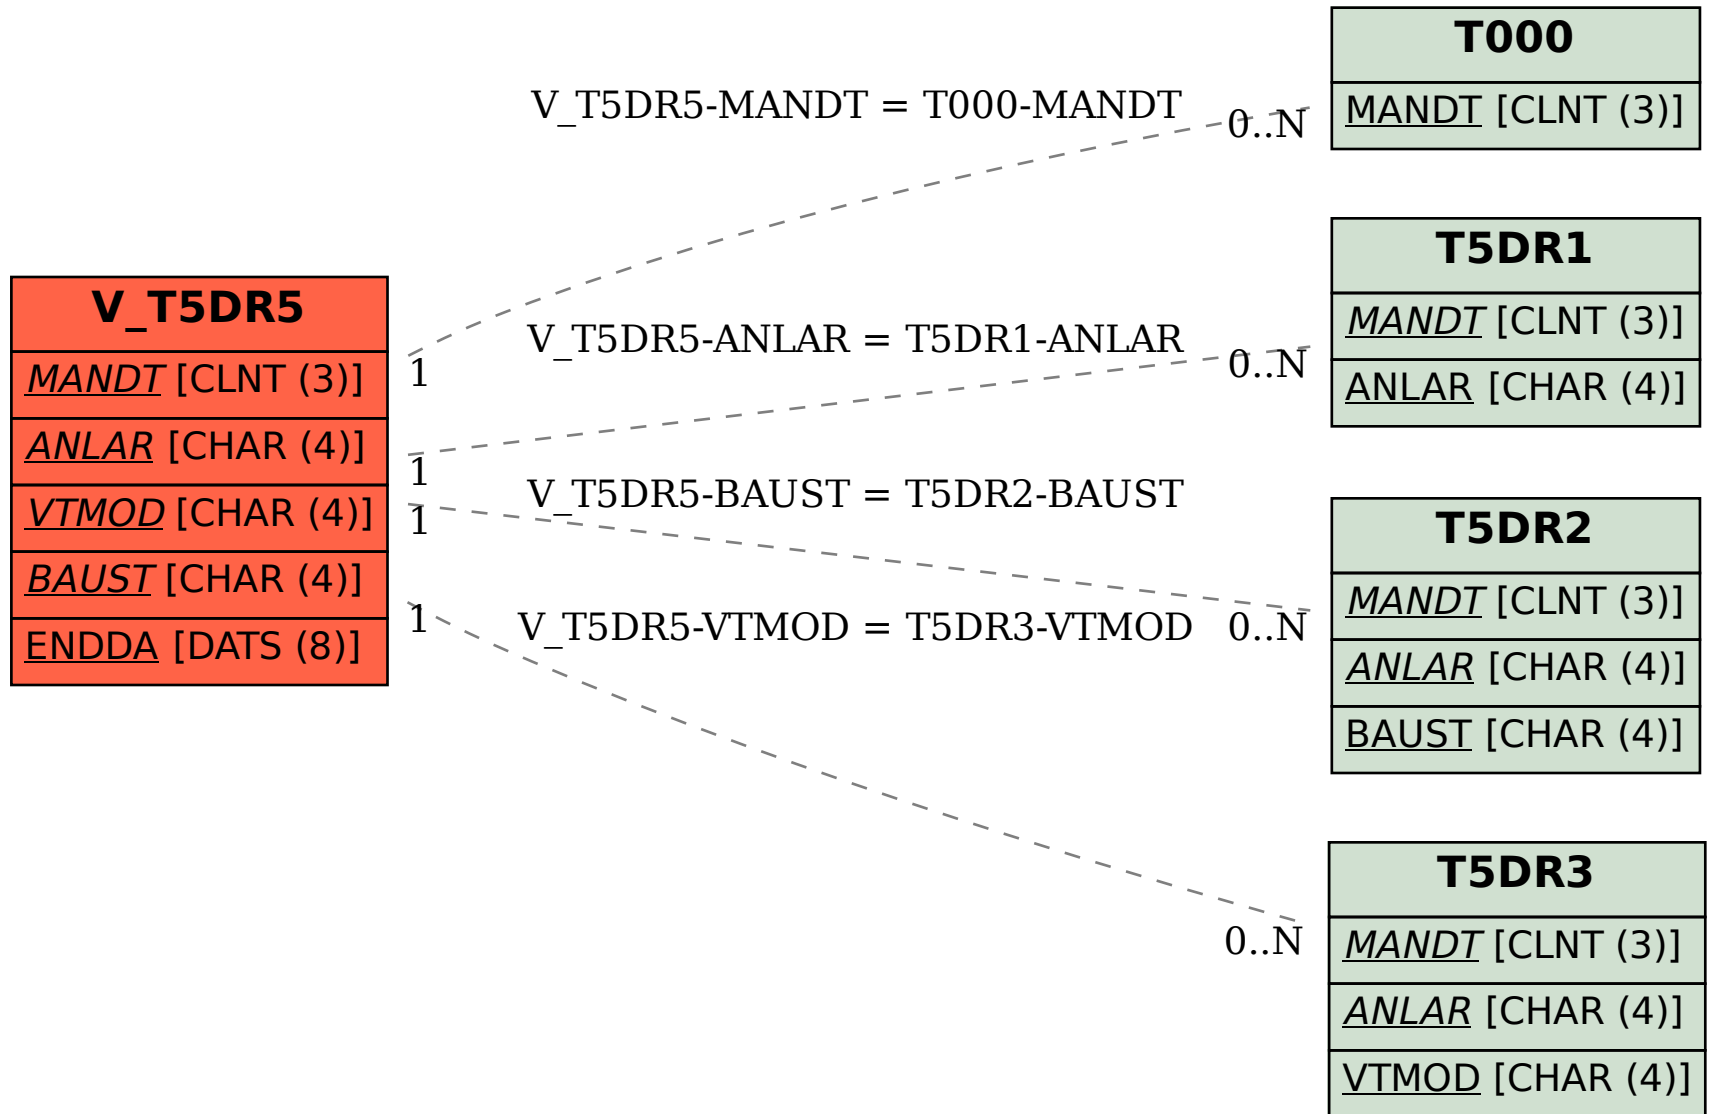 V_T5DR5
MANDT [CLNT (3)]
ANLAR [CHAR (4)]
VTMOD [CHAR (4)]
BAUST [CHAR (4)]
ENDDA [DATS (8)]
V_T5DR5-MANDT = T000-MANDT
1
0..N
V_T5DR5-ANLAR = T5DR1-ANLAR
1
0..N
V_T5DR5-BAUST = T5DR2-BAUST
1
0..N
V_T5DR5-VTMOD = T5DR3-VTMOD
1
0..N
T000
MANDT [CLNT (3)]
T5DR1
MANDT [CLNT (3)]
ANLAR [CHAR (4)]
T5DR2
MANDT [CLNT (3)]
ANLAR [CHAR (4)]
BAUST [CHAR (4)]
T5DR3
MANDT [CLNT (3)]
ANLAR [CHAR (4)]
VTMOD [CHAR (4)]